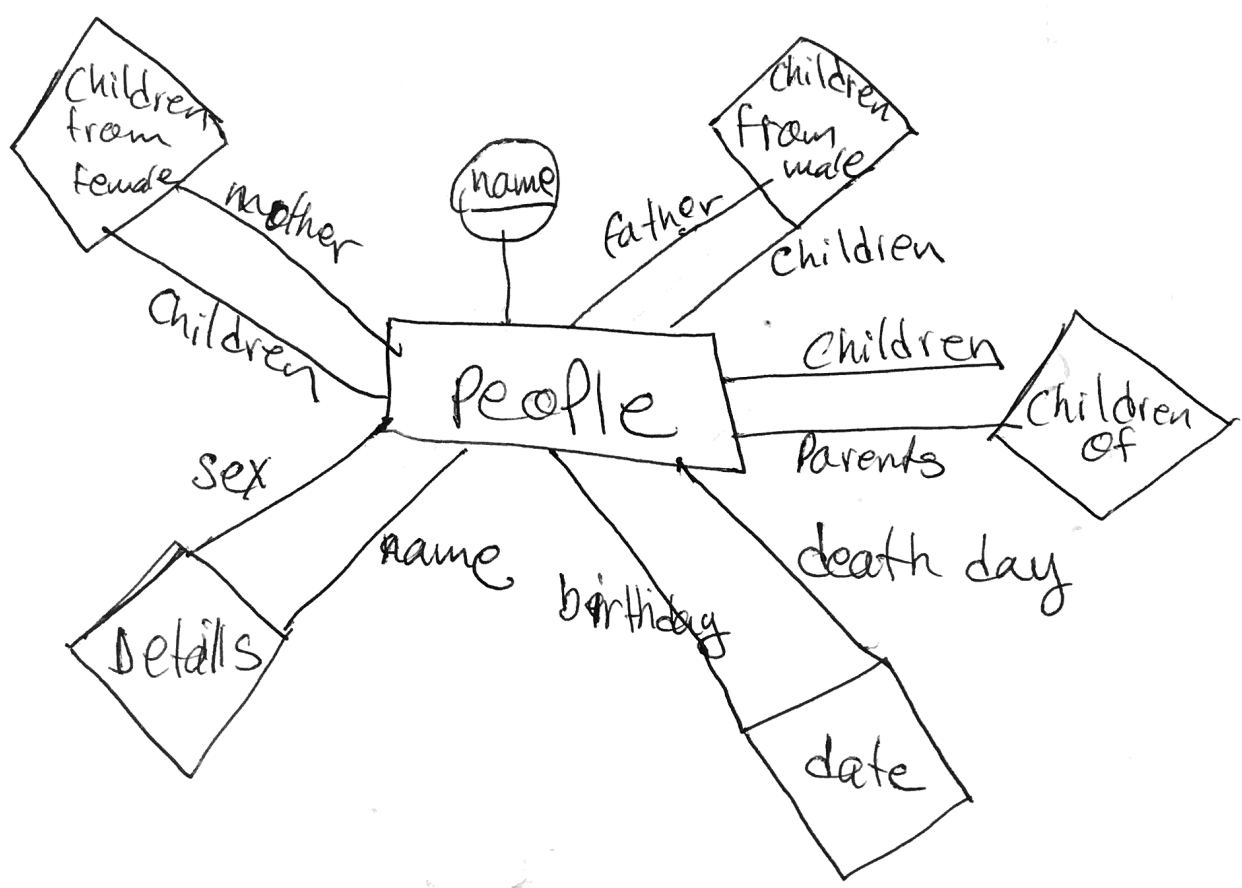 Children
from
female
mother
Children
name
father
Children
from
male
Children
People
Children
Parents
Children
of
sex
name
Details
birthday
death day
date